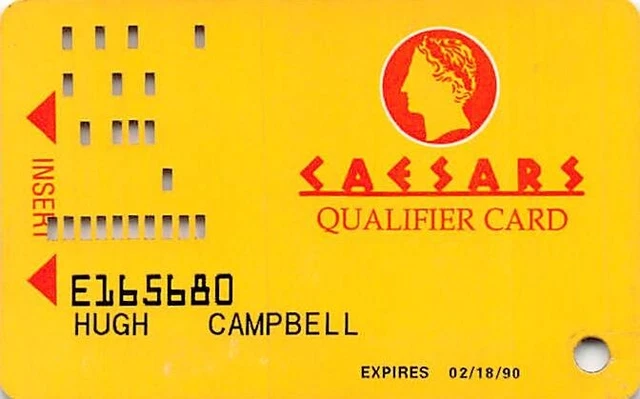 CAESARS
QUALIFIER CARD
INSERT
E165680
HUGH CAMPBELL
EXPIRES 02/18/90